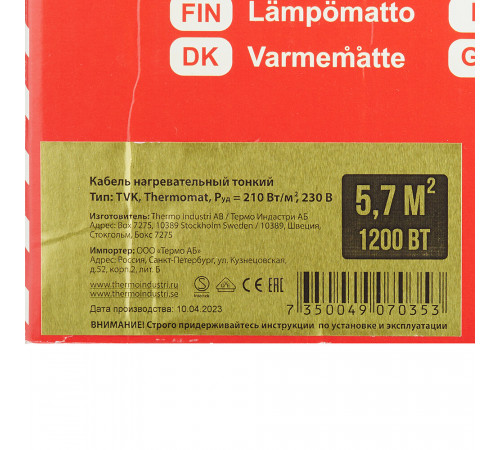 FIN Lämpömatto
DK Varmematte
Кабель нагревательный тонкий
Тип: TVK, Thermomat, Pуд = 210 Вт/м², 230 В
5,7 М²
1200 ВТ
Изготовитель: Thermo Industri AB / Термо Индастри АБ
Адрес: Box 7275, 10389 Stockholm Sweden / 10389, Швеция,
Стокгольм, Бокс 7275
Импортер: ООО «Термо АБ»
Адрес: Россия, Санкт-Петербург, ул. Кузнецовская,
д.52, корп.2, лит. Б
www.thermoindustri.ru
www.thermoindustri.se
Intertek
S CE EAC
Дата производства: 10.04.2023
7 350049 070353
ВНИМАНИЕ! Строго придерживайтесь инструкции по установке и эксплуатации